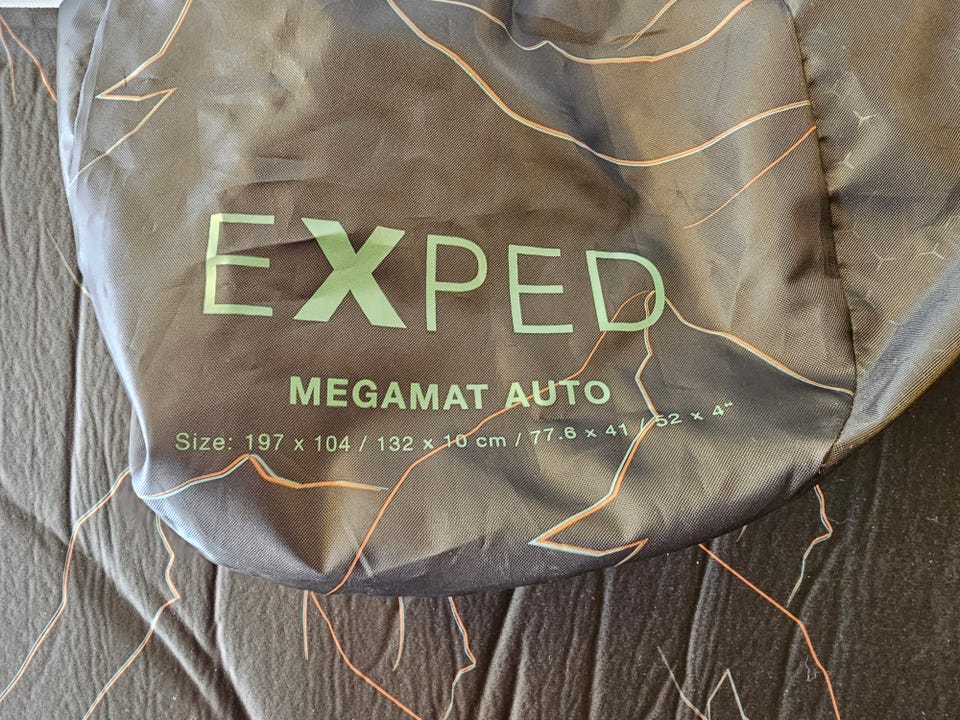 EXPED
MEGAMAT AUTO
Size: 197 x 104 / 132 x 10 cm / 77.6 x 41 / 52 x 4"